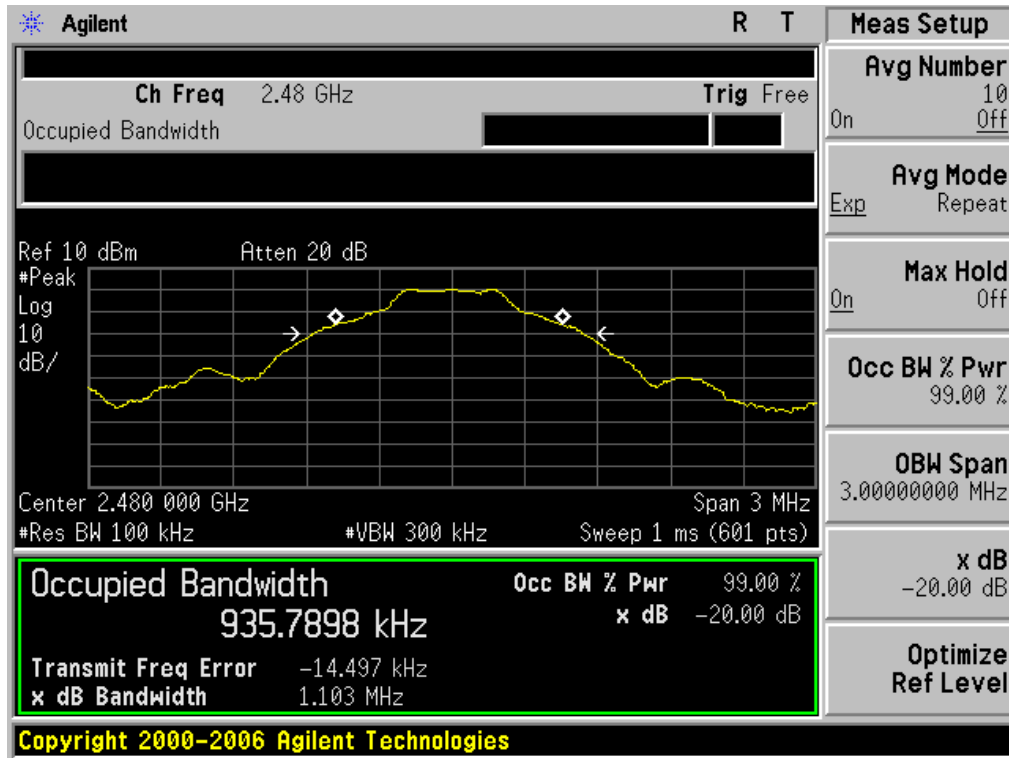 Agilent R T
Meas Setup
Ch Freq 2.48 GHz Trig Free
Occupied Bandwidth
Ref 10 dBm Atten 20 dB
#Peak
Log
10
dB/
Center 2.480 000 GHz Span 3 MHz
#Res BW 100 kHz #VBW 300 kHz Sweep 1 ms (601 pts)
Occupied Bandwidth Occ BW % Pwr 99.00 %
935.7898 kHz x dB -20.00 dB
Transmit Freq Error -14.497 kHz
x dB Bandwidth 1.103 MHz
Copyright 2000-2006 Agilent Technologies
Avg Number
10
On Off
Avg Mode
Exp Repeat
Max Hold
On Off
Occ BW % Pwr
99.00 %
OBW Span
3.00000000 MHz
x dB
-20.00 dB
Optimize
Ref Level